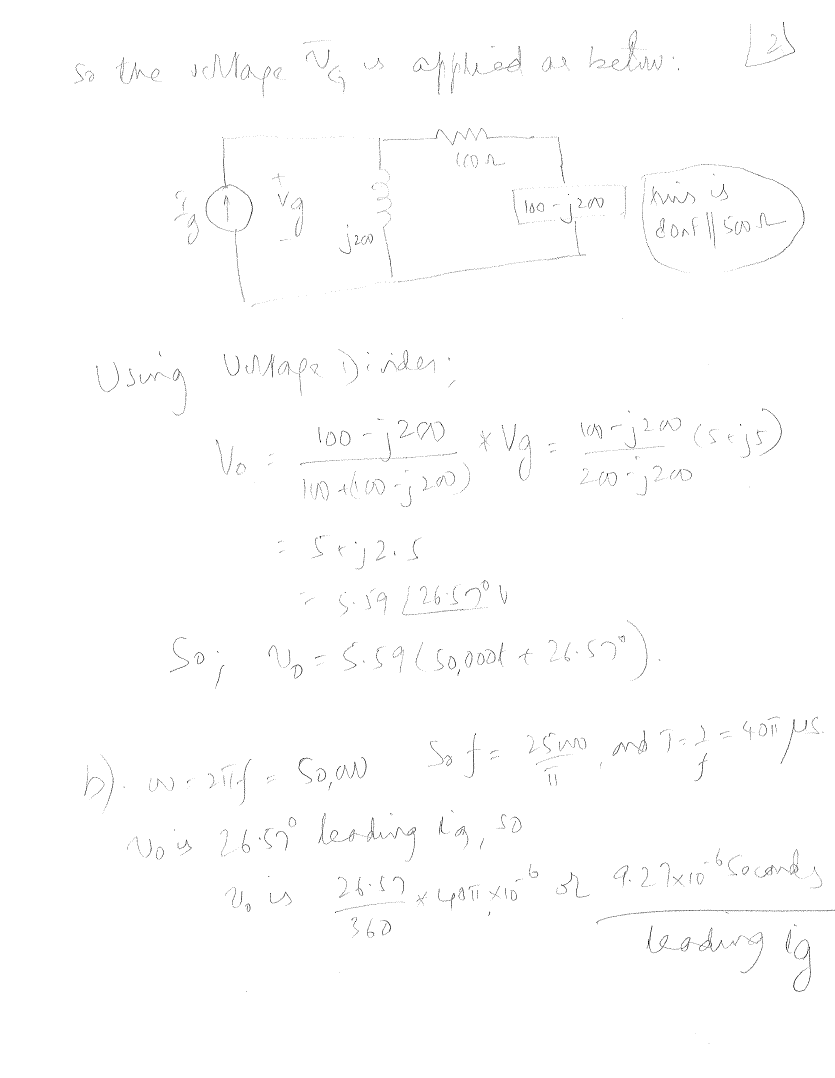 So the voltage V̄G is applied as below:
[2]
100Ω
Ig
+
Vg
-
j200
100-j200
this is
|| 500Ω
Using Voltage Divider;
Vo = 100-j200 / 100+(100-j200) * Vg = 100-j200 / 200-j200 (5+j5)
= 5+j2.5
= 5.59 ∠26.57° V
So; Vo = 5.59 (50,000t + 26.57°).
b). ω = 2πf = 50,000 So f = 25000 / π, and T = 1/f = 40π μs.
Vo is 26.57° leading ig, so
Vo is 26.57 / 360 * 40π × 10^-6 or 9.27×10^-6 Seconds
leading ig